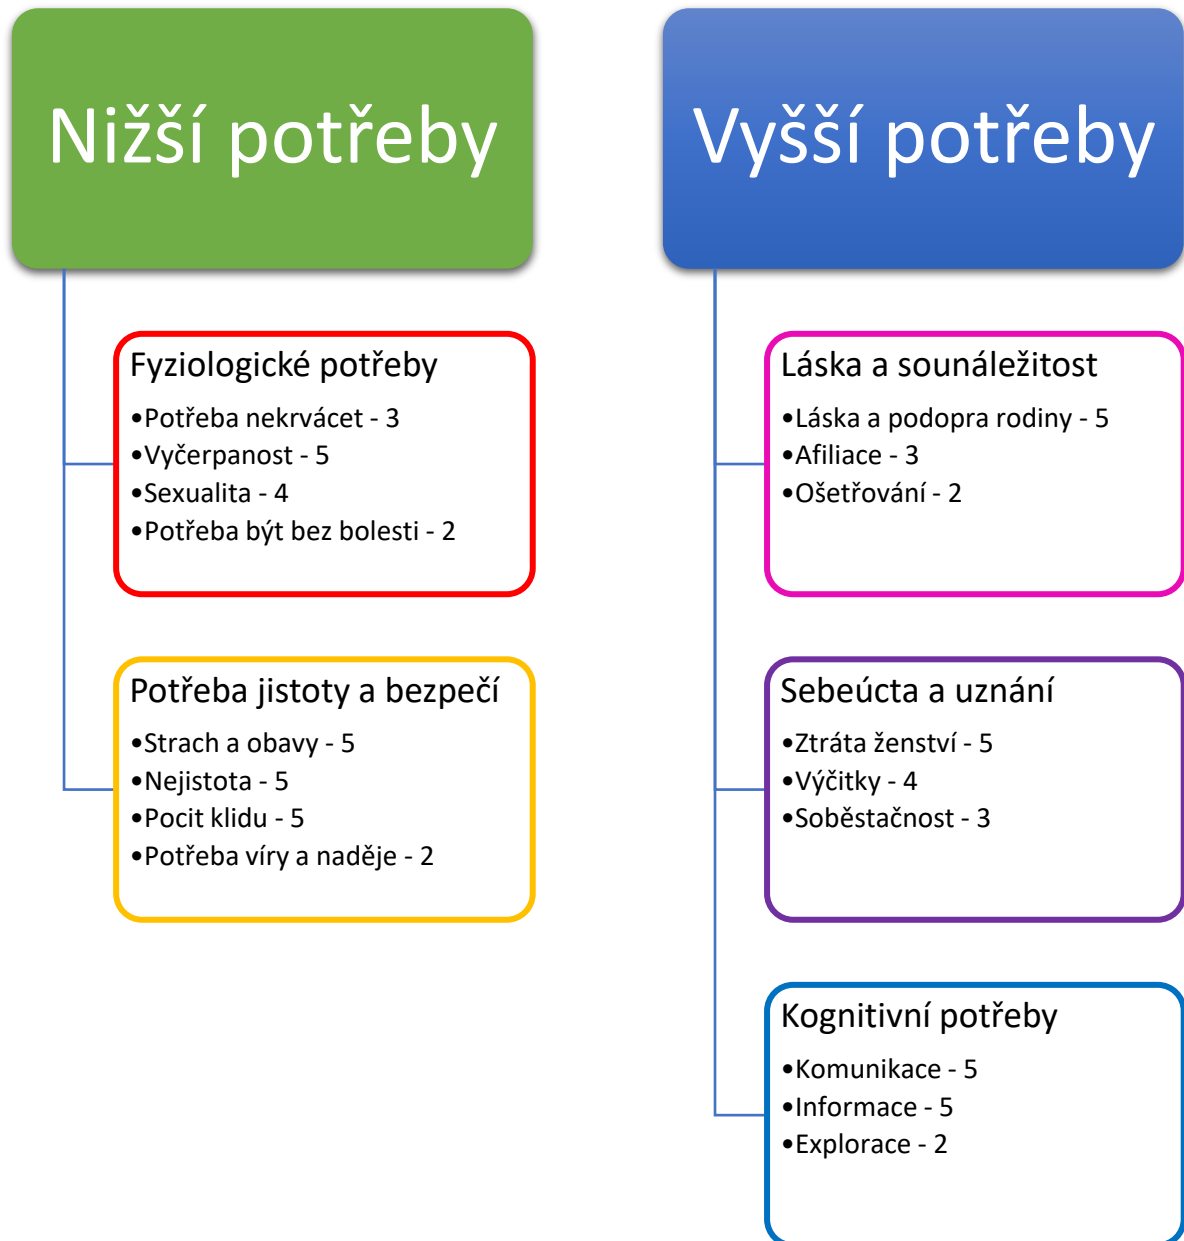 Nižší potřeby
Fyziologické potřeby
•Potřeba nekrvácet - 3
•Vyčerpanost - 5
•Sexualita - 4
•Potřeba být bez bolesti - 2
Potřeba jistoty a bezpečí
•Strach a obavy - 5
•Nejistota - 5
•Pocit klidu - 5
•Potřeba víry a naděje - 2
Vyšší potřeby
Láska a sounáležitost
•Láska a podopra rodiny - 5
•Afiliace - 3
•Ošetřování - 2
Sebeúcta a uznání
•Ztráta ženství - 5
•Výčitky - 4
•Soběstačnost - 3
Kognitivní potřeby
•Komunikace - 5
•Informace - 5
•Explorace - 2